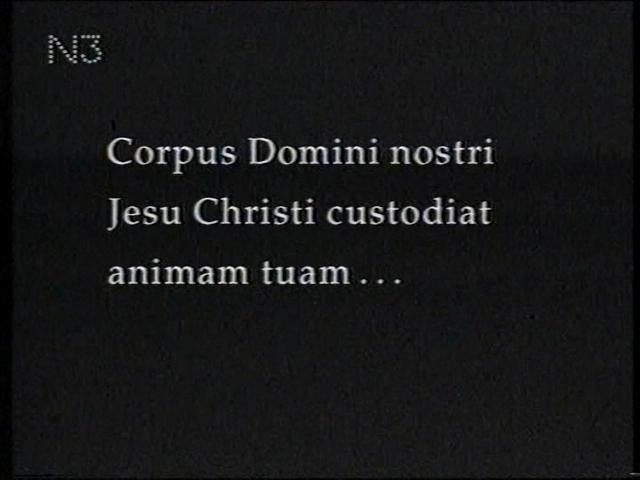 N3
Corpus Domini nostri
Jesu Christi custodiat
animam tuam...